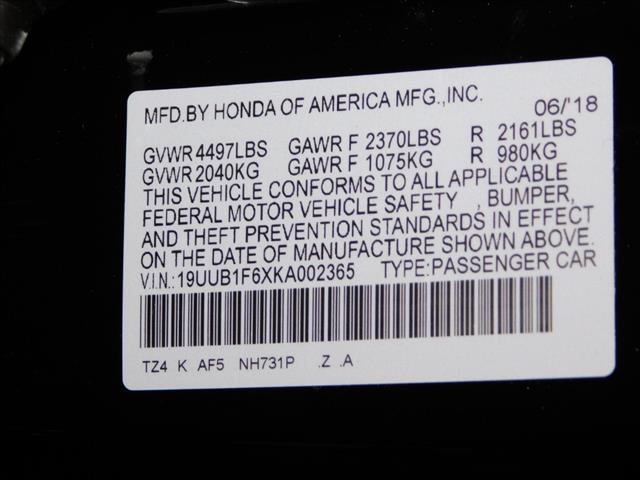 MFD.BY HONDA OF AMERICA MFG.,INC. 06/'18
GVWR 4497LBS GAWR F 2370LBS R 2161LBS
GVWR 2040KG GAWR F 1075KG R 980KG
THIS VEHICLE CONFORMS TO ALL APPLICABLE
FEDERAL MOTOR VEHICLE SAFETY , BUMPER,
AND THEFT PREVENTION STANDARDS IN EFFECT
ON THE DATE OF MANUFACTURE SHOWN ABOVE.
V.I.N.:19UUB1F6XKA002365 TYPE:PASSENGER CAR
TZ4 K AF5 NH731P .Z .A